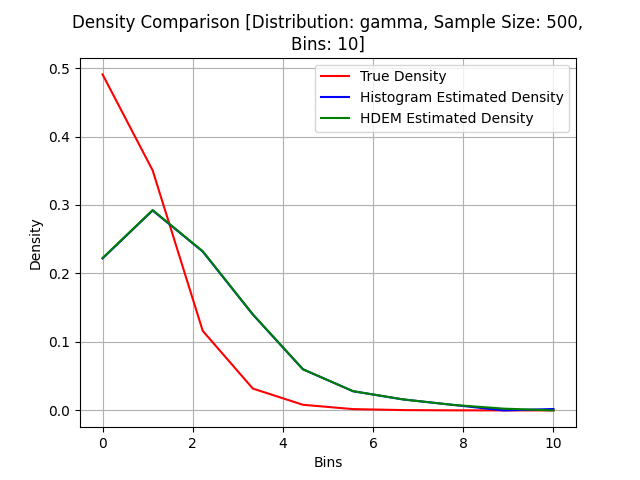 Density Comparison [Distribution: gamma, Sample Size: 500,
Bins: 10]
True Density
Histogram Estimated Density
HDEM Estimated Density
Density
0.5
0.4
0.3
0.2
0.1
0.0
0 2 4 6 8 10
Bins